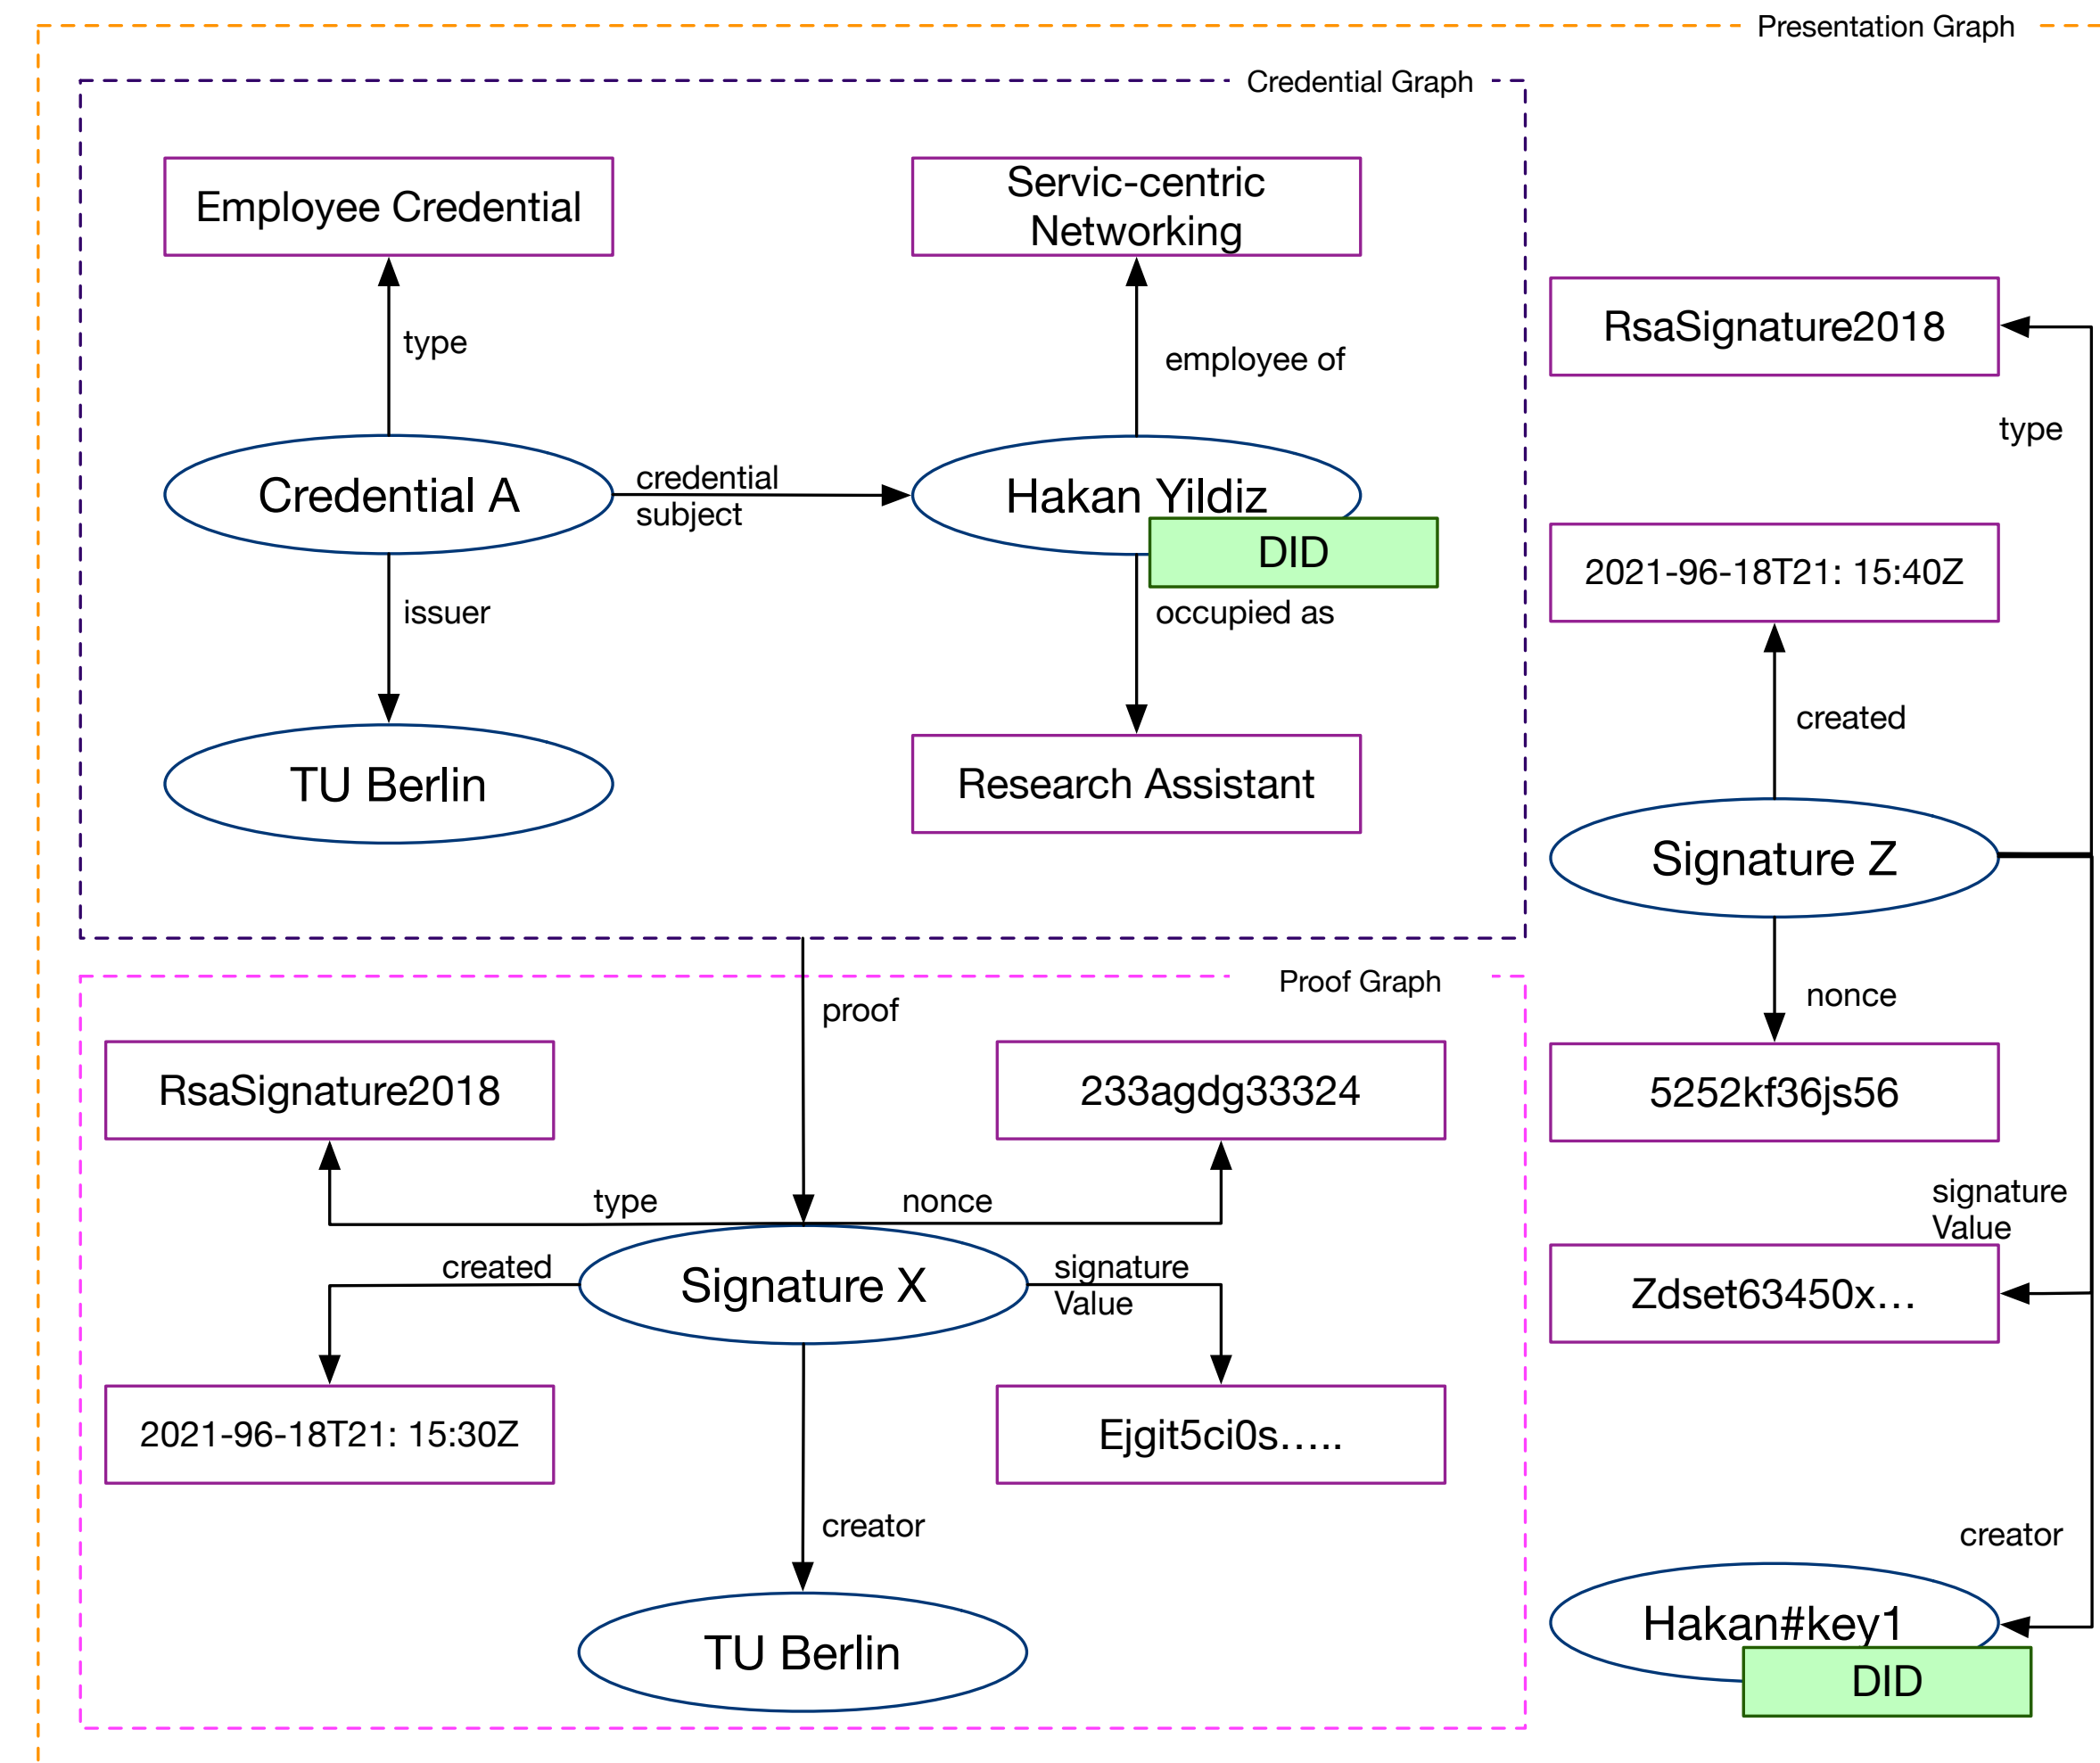 Presentation Graph
Credential Graph
Employee Credential
Servic-centric
Networking
type
employee of
Credential A
credential
subject
Hakan Yildiz
DID
issuer
occupied as
TU Berlin
Research Assistant
Proof Graph
proof
RsaSignature2018
233agdg33324
type
nonce
created
Signature X
signature
Value
2021-96-18T21: 15:30Z
Ejgit5ci0s.....
creator
TU Berlin
RsaSignature2018
type
2021-96-18T21: 15:40Z
created
Signature Z
nonce
5252kf36js56
signature
Value
Zdset63450x...
creator
Hakan#key1
DID